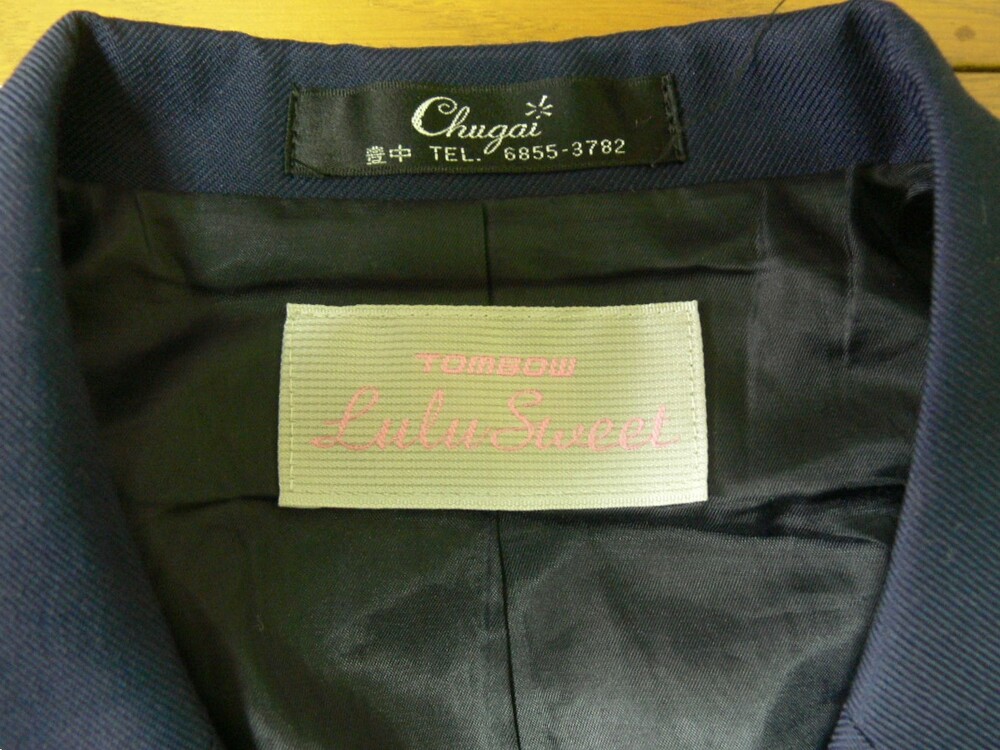 Chugai
豊中 TEL. 6855-3782
TOMBOW
Lulu Sweet